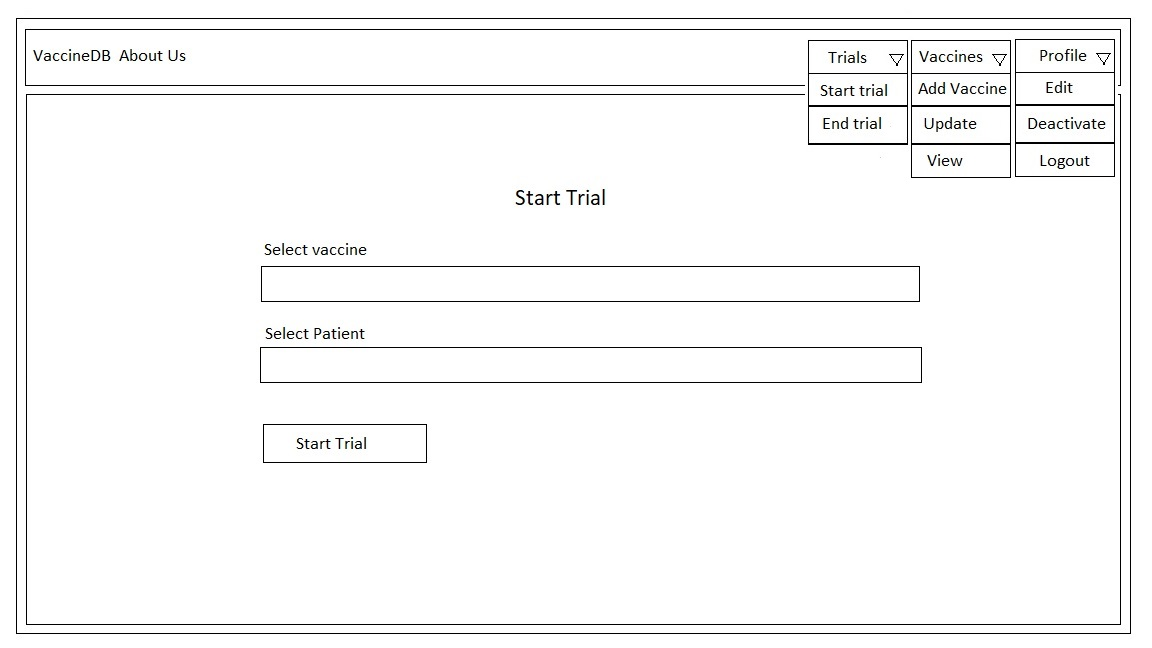 VaccineDB About Us
Trials
Start trial
End trial
Vaccines
Add Vaccine
Update
View
Profile
Edit
Deactivate
Logout
Start Trial
Select vaccine
Select Patient
Start Trial